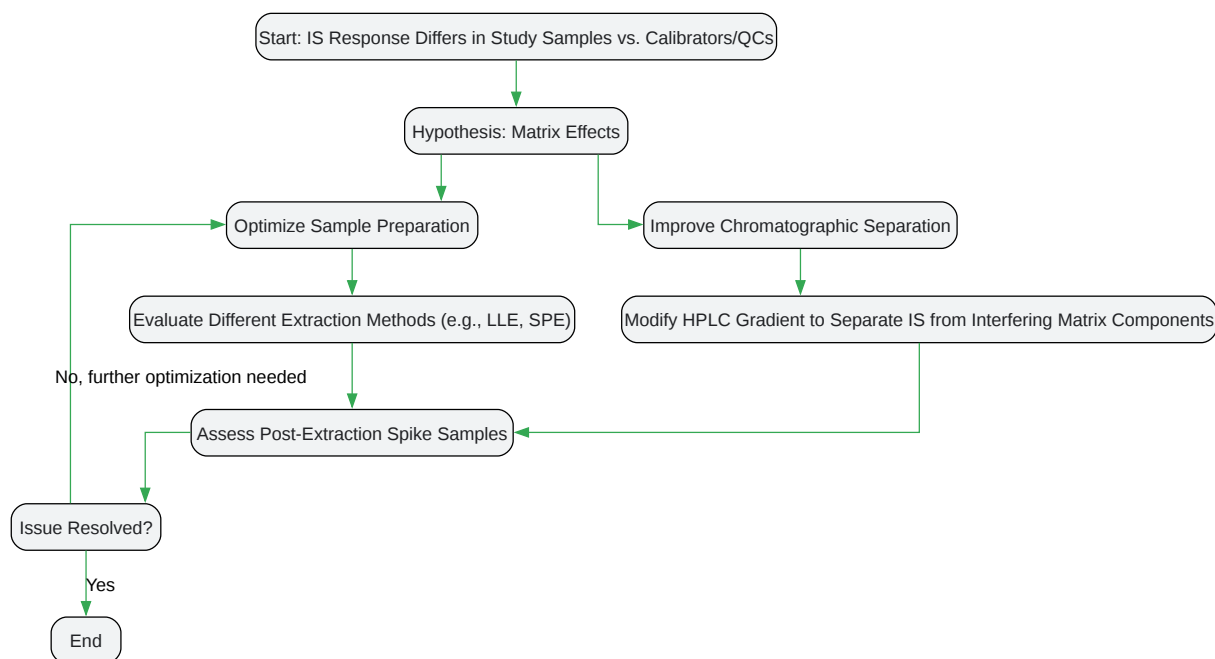 Start: IS Response Differs in Study Samples vs. Calibrators/QCs
Hypothesis: Matrix Effects
Optimize Sample Preparation
Improve Chromatographic Separation
Evaluate Different Extraction Methods (e.g., LLE, SPE)
Modify HPLC Gradient to Separate IS from Interfering Matrix Components
No, further optimization needed
Assess Post-Extraction Spike Samples
Issue Resolved?
Yes
End